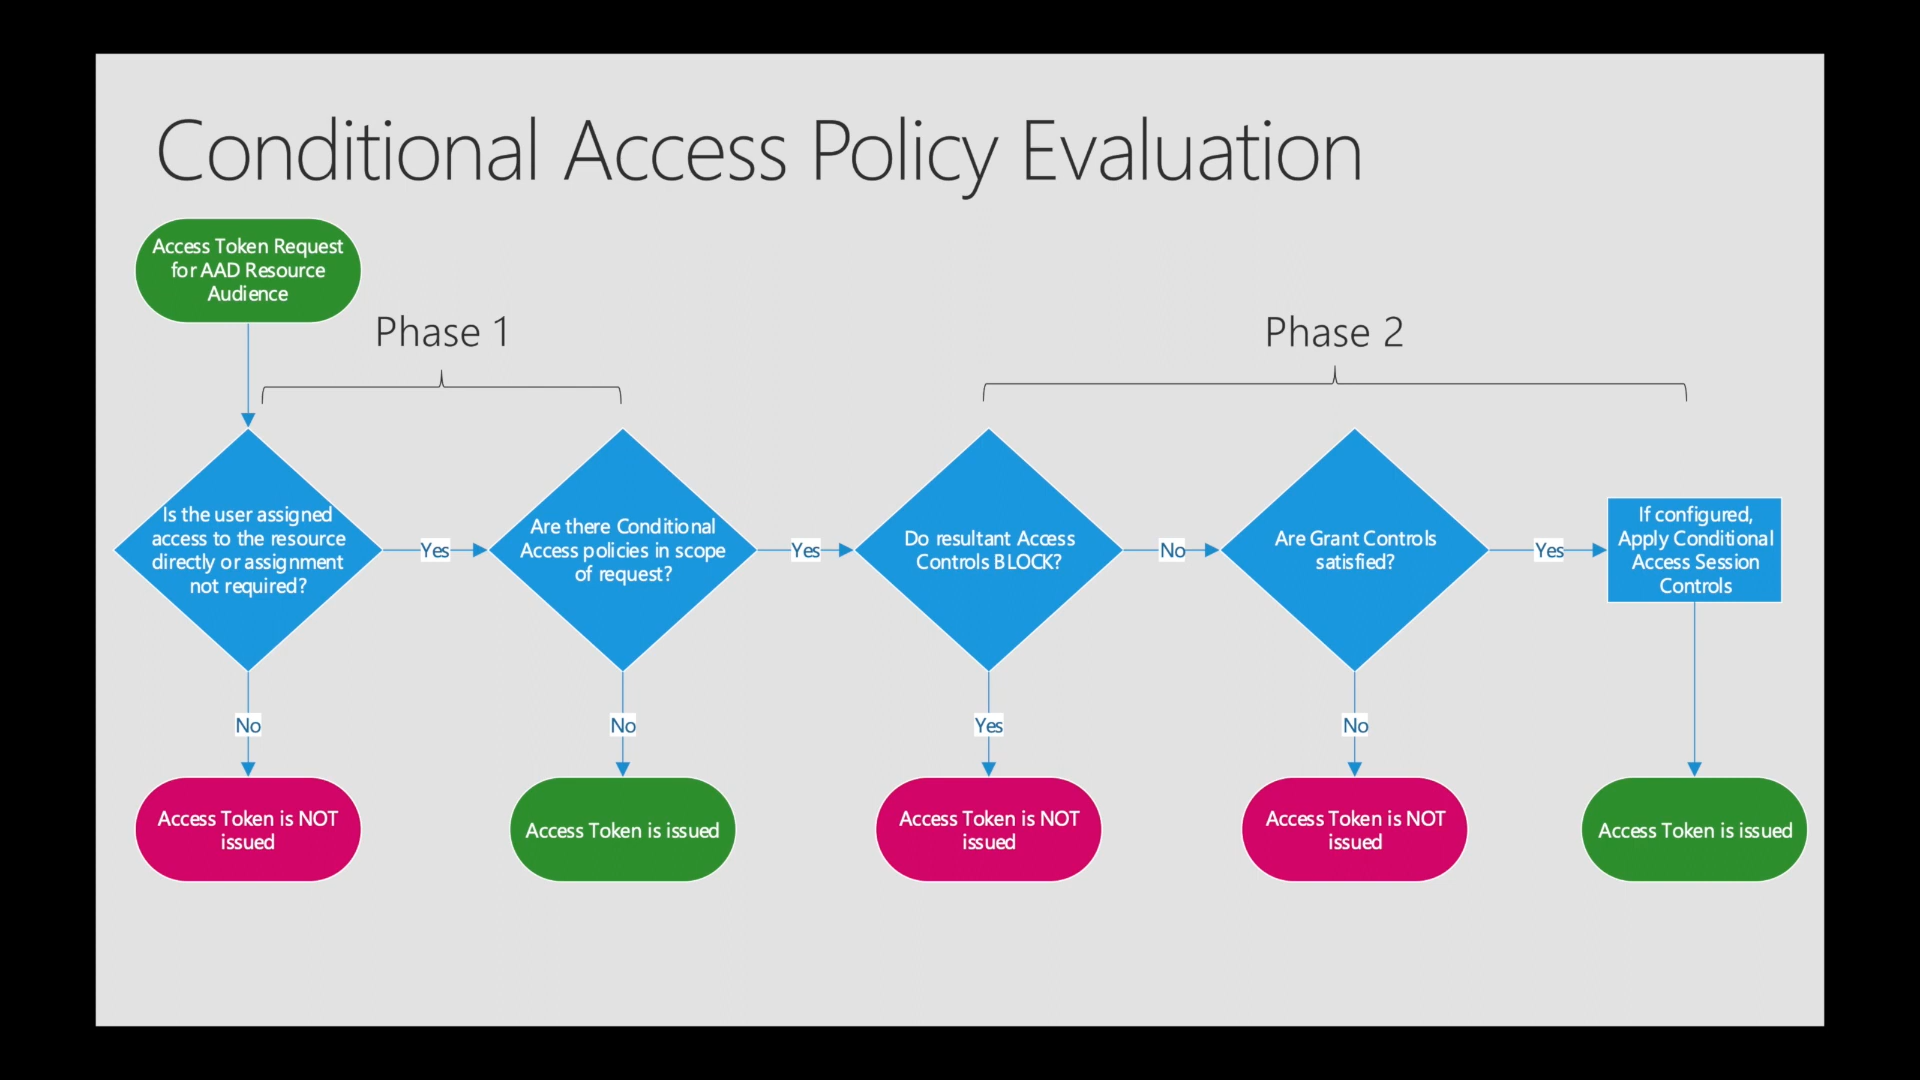 Conditional Access Policy Evaluation
Access Token Request
for AAD Resource
Audience
Phase 1
Phase 2
Is the user assigned
access to the resource
directly or assignment
not required?
Yes
Are there Conditional
Access policies in scope
of request?
Yes
Do resultant Access
Controls BLOCK?
No
Are Grant Controls
satisfied?
Yes
If configured,
Apply Conditional
Access Session
Controls
No
No
Yes
No
Access Token is NOT
issued
Access Token is issued
Access Token is NOT
issued
Access Token is NOT
issued
Access Token is issued